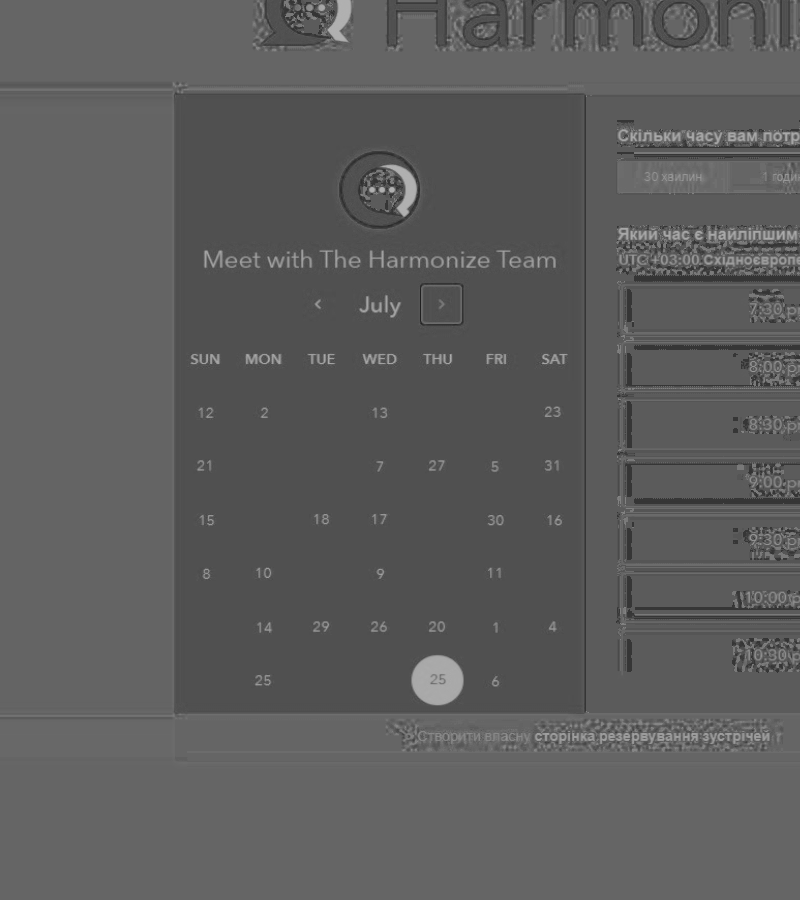 Harmoni
Meet with The Harmonize Team
July
SUN MON TUE WED THU FRI SAT
12 2 13 23
21 7 27 5 31
15 18 17 30 16
8 10 9 11
14 29 26 20 1 4
25 25 6
Скільки часу вам потр
30 хвилин 1 годи
Який час є найліпшим
UTC +03:00 Східноєвропе
7:30 p
8:00 p
8:30 p
9:00 p
9:30 p
10:00 p
10:30 p
Створити власну сторінка резервування зустрічей